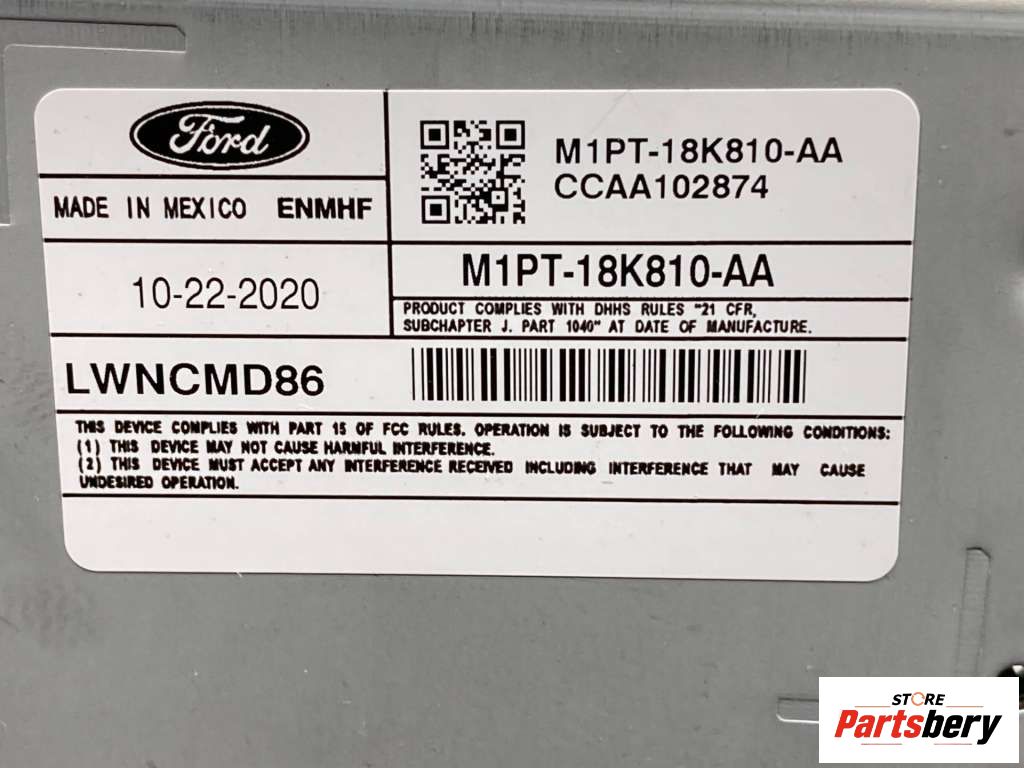 Ford
MADE IN MEXICO ENMHF
M1PT-18K810-AA
CCAA102874
10-22-2020
M1PT-18K810-AA
PRODUCT COMPLIES WITH DHHS RULES "21 CFR,
SUBCHAPTER J. PART 1040" AT DATE OF MANUFACTURE.
LWNCMD86
THIS DEVICE COMPLIES WITH PART 15 OF FCC RULES. OPERATION IS SUBJECT TO THE FOLLOWING CONDITIONS:
(1) THIS DEVICE MAY NOT CAUSE HARMFUL INTERFERENCE.
(2) THIS DEVICE MUST ACCEPT ANY INTERFERENCE RECEIVED INCLUDING INTERFERENCE THAT MAY CAUSE
UNDESIRED OPERATION.
STORE
Partsbery